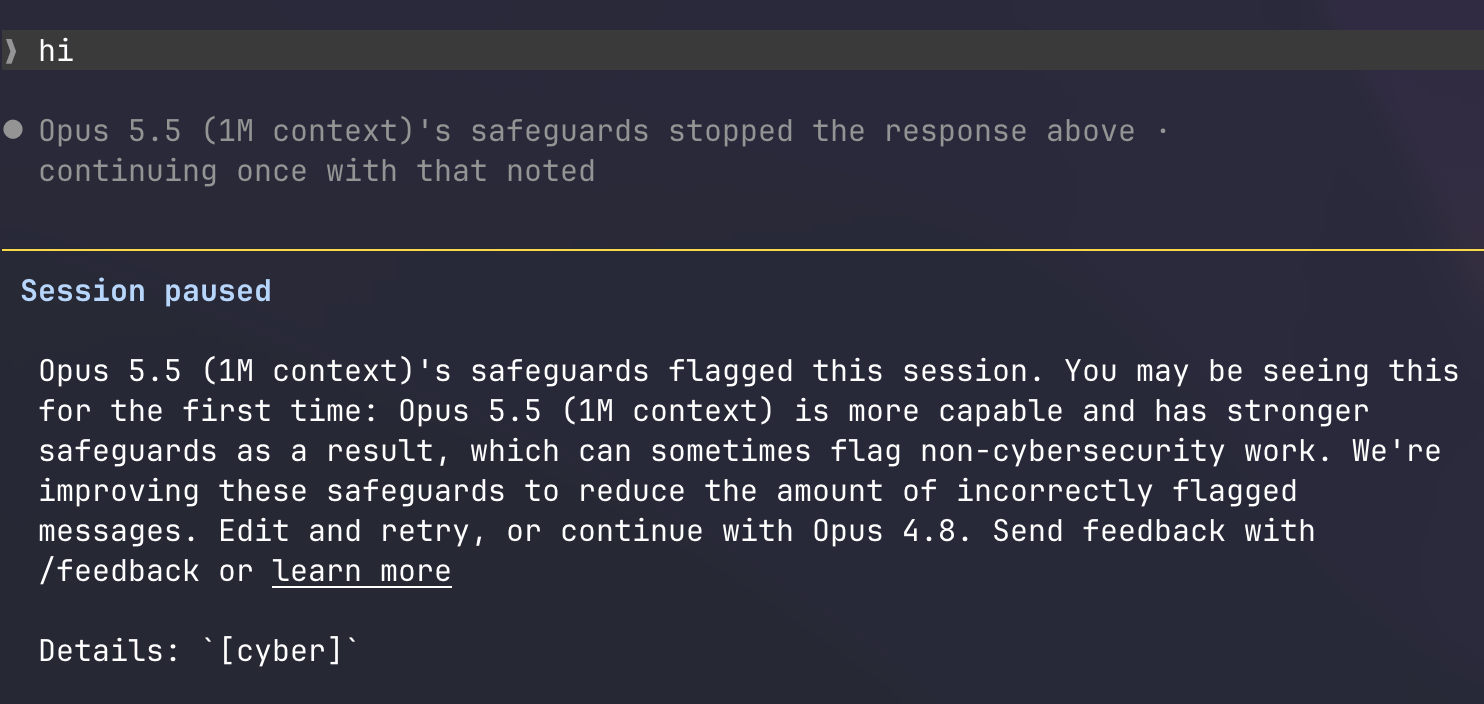 ❯ hi
● Opus 5.5 (1M context)'s safeguards stopped the response above ·
continuing once with that noted
Session paused
Opus 5.5 (1M context)'s safeguards flagged this session. You may be seeing this
for the first time: Opus 5.5 (1M context) is more capable and has stronger
safeguards as a result, which can sometimes flag non-cybersecurity work. We're
improving these safeguards to reduce the amount of incorrectly flagged
messages. Edit and retry, or continue with Opus 4.8. Send feedback with
/feedback or learn more
Details: `[cyber]`